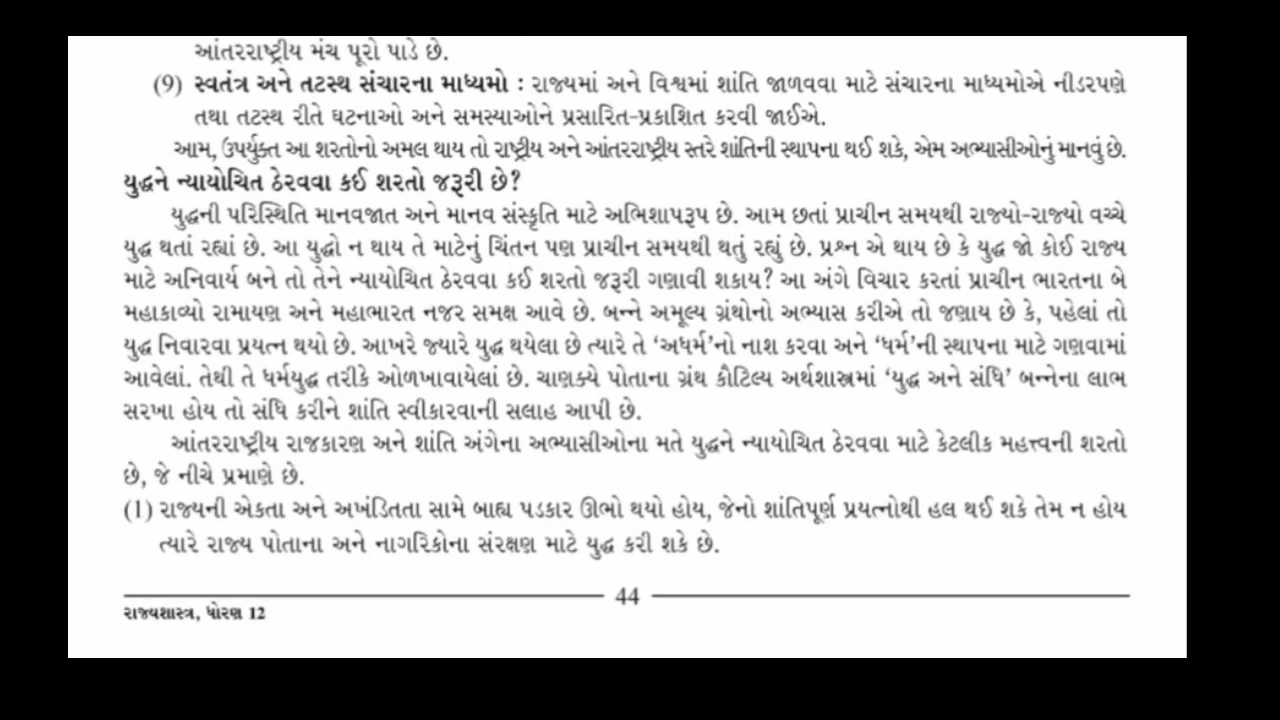 આંતરરાષ્ટ્રીય મંચ પૂરો પાડે છે.
(9) સ્વતંત્ર અને તટસ્થ સંચારના માધ્યમો : રાજ્યમાં અને વિશ્વમાં શાંતિ જાળવવા માટે સંચારના માધ્યમોએ નીડરપણે
તથા તટસ્થ રીતે ઘટનાઓ અને સમસ્યાઓને પ્રસારિત-પ્રકાશિત કરવી જાઈએ.
આમ, ઉપર્યુક્ત આ શરતોનો અમલ થાય તો રાષ્ટ્રીય અને આંતરરાષ્ટ્રીય સ્તરે શાંતિની સ્થાપના થઈ શકે, એમ અભ્યાસીઓનું માનવું છે.
યુદ્ધને ન્યાયોચિત ઠેરવવા કઈ શરતો જરૂરી છે?
યુદ્ધની પરિસ્થિતિ માનવજાત અને માનવ સંસ્કૃતિ માટે અભિશાપરૂપ છે. આમ છતાં પ્રાચીન સમયથી રાજ્યો-રાજ્યો વચ્ચે
યુદ્ધ થતાં રહ્યાં છે. આ યુદ્ધો ન થાય તે માટેનું ચિંતન પણ પ્રાચીન સમયથી થતું રહ્યું છે. પ્રશ્ન એ થાય છે કે યુદ્ધ જો કોઈ રાજ્ય
માટે અનિવાર્ય બને તો તેને ન્યાયોચિત ઠેરવવા કઈ શરતો જરૂરી ગણાવી શકાય? આ અંગે વિચાર કરતાં પ્રાચીન ભારતના બે
મહાકાવ્યો રામાયણ અને મહાભારત નજર સમક્ષ આવે છે. બન્ને અમૂલ્ય ગ્રંથોનો અભ્યાસ કરીએ તો જણાય છે કે, પહેલાં તો
યુદ્ધ નિવારવા પ્રયત્ન થયો છે. આખરે જ્યારે યુદ્ધ થયેલા છે ત્યારે તે ‘અધર્મ’નો નાશ કરવા અને ‘ધર્મ’ની સ્થાપના માટે ગણવામાં
આવેલાં. તેથી તે ધર્મયુદ્ધ તરીકે ઓળખાવાયેલાં છે. ચાણક્યે પોતાના ગ્રંથ કૌટિલ્ય અર્થશાસ્ત્રમાં ‘યુદ્ધ અને સંધિ’ બન્નેના લાભ
સરખા હોય તો સંધિ કરીને શાંતિ સ્વીકારવાની સલાહ આપી છે.
આંતરરાષ્ટ્રીય રાજકારણ અને શાંતિ અંગેના અભ્યાસીઓના મતે યુદ્ધને ન્યાયોચિત ઠેરવવા માટે કેટલીક મહત્ત્વની શરતો
છે, જે નીચે પ્રમાણે છે.
(1) રાજ્યની એકતા અને અખંડિતતા સામે બાહ્ય પડકાર ઊભો થયો હોય, જેનો શાંતિપૂર્ણ પ્રયત્નોથી હલ થઈ શકે તેમ ન હોય
ત્યારે રાજ્ય પોતાના અને નાગરિકોના સંરક્ષણ માટે યુદ્ધ કરી શકે છે.
44
રાજ્યશાસ્ત્ર, ધોરણ 12